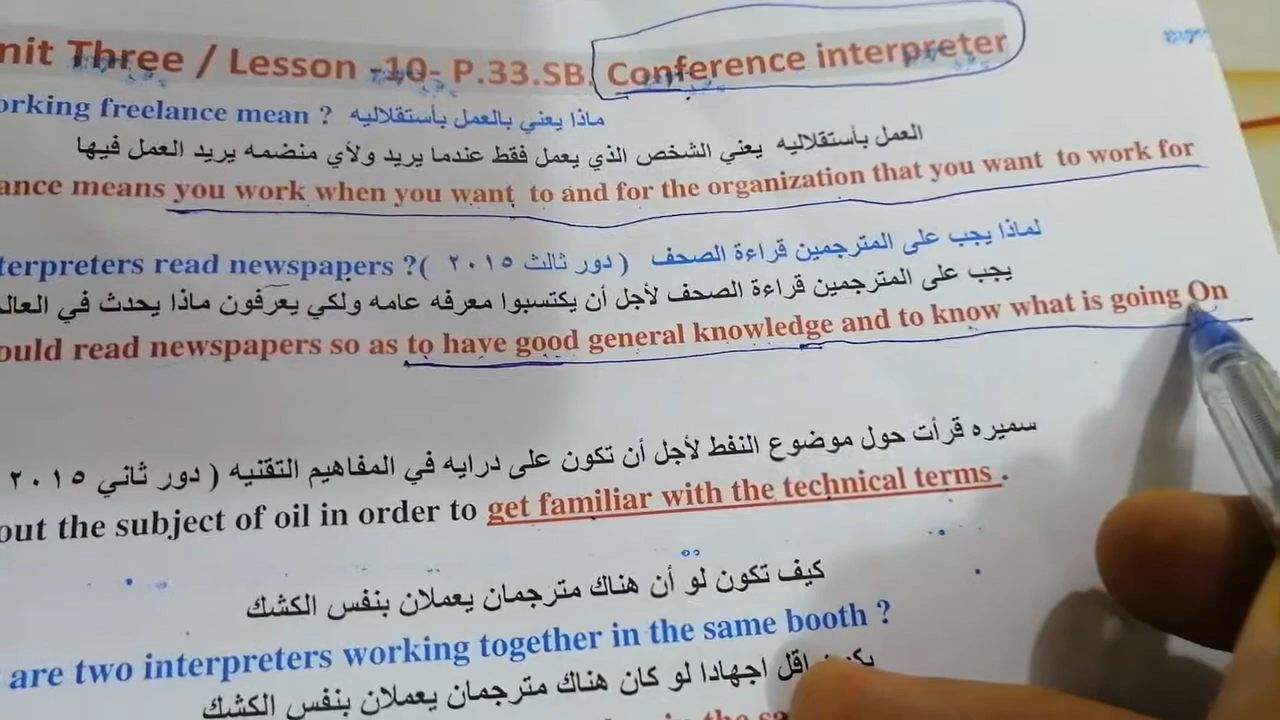 nit Three / Lesson -10- P.33.SB. Conference interpreter
orking freelance mean ? ماذا يعني بالعمل بأستقلاليه
العمل بأستقلاليه يعني الشخص الذي يعمل فقط عندما يريد ولأي منضمه يريد العمل فيها
ance means you work when you want to and for the organization that you want to work for
terpreters read newspapers ?( لماذا يجب على المترجمين قراءة الصحف ( دور ثالث ٢٠١٥
يجب على المترجمين قراءة الصحف لأجل أن يكتسبوا معرفه عامه ولكي يعرفون ماذا يحدث في العال
ould read newspapers so as to have good general knowledge and to know what is going On
سميره قرأت حول موضوع النفط لأجل أن تكون على درايه في المفاهيم التقنيه ( دور ثاني ٢٠١٥
out the subject of oil in order to get familiar with the technical terms .
كيف تكون لو أن هناك مترجمان يعملان بنفس الكشك
are two interpreters working together in the same booth ?
اقل اجهادا لو كان هناك مترجمان يعملان بنفس الكشك
in the